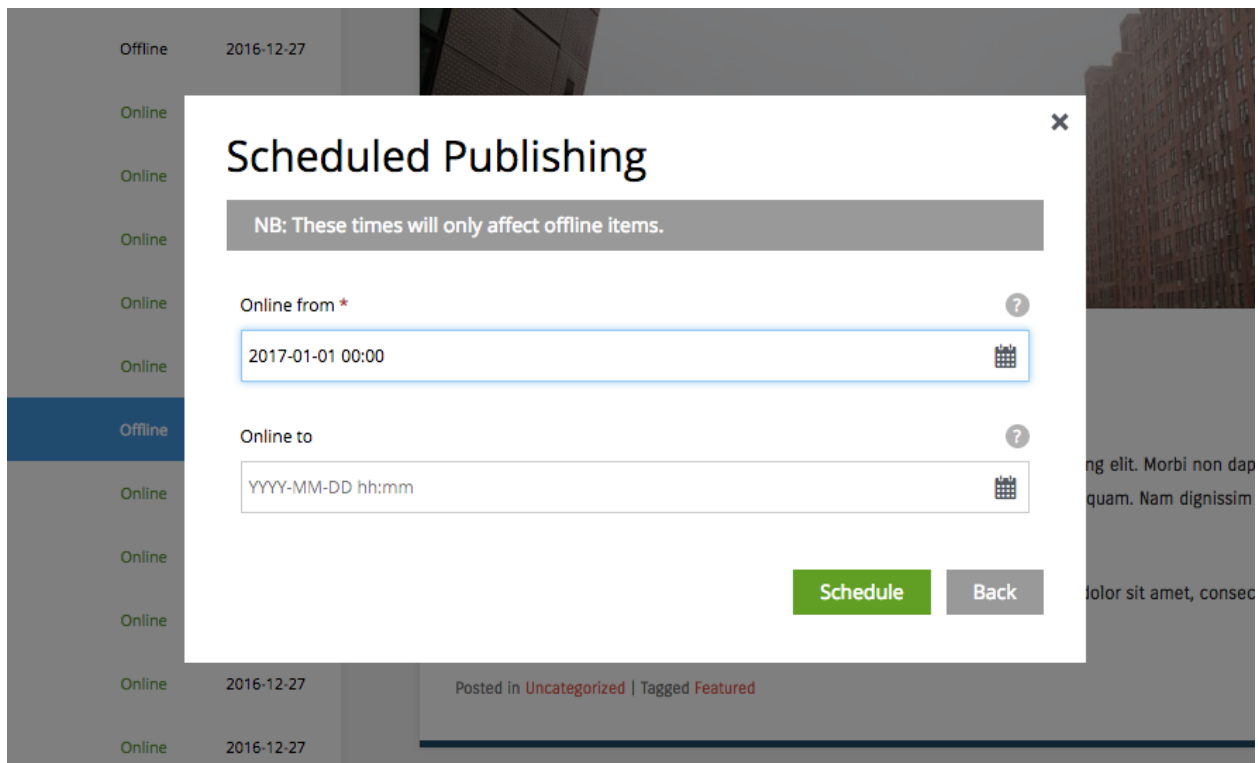 Offline 2016-12-27
Online
Scheduled Publishing
Online
NB: These times will only affect offline items.
Online
Online from *
Online
?
2017-01-01 00:00
Online
Offline
Online to
?
ng elit. Morbi non dap
Online
YYYY-MM-DD hh:mm
quam. Nam dignissim
Online
Schedule
Back
dolor sit amet, consec
Online
Online 2016-12-27
Posted in Uncategorized | Tagged Featured
Online 2016-12-27